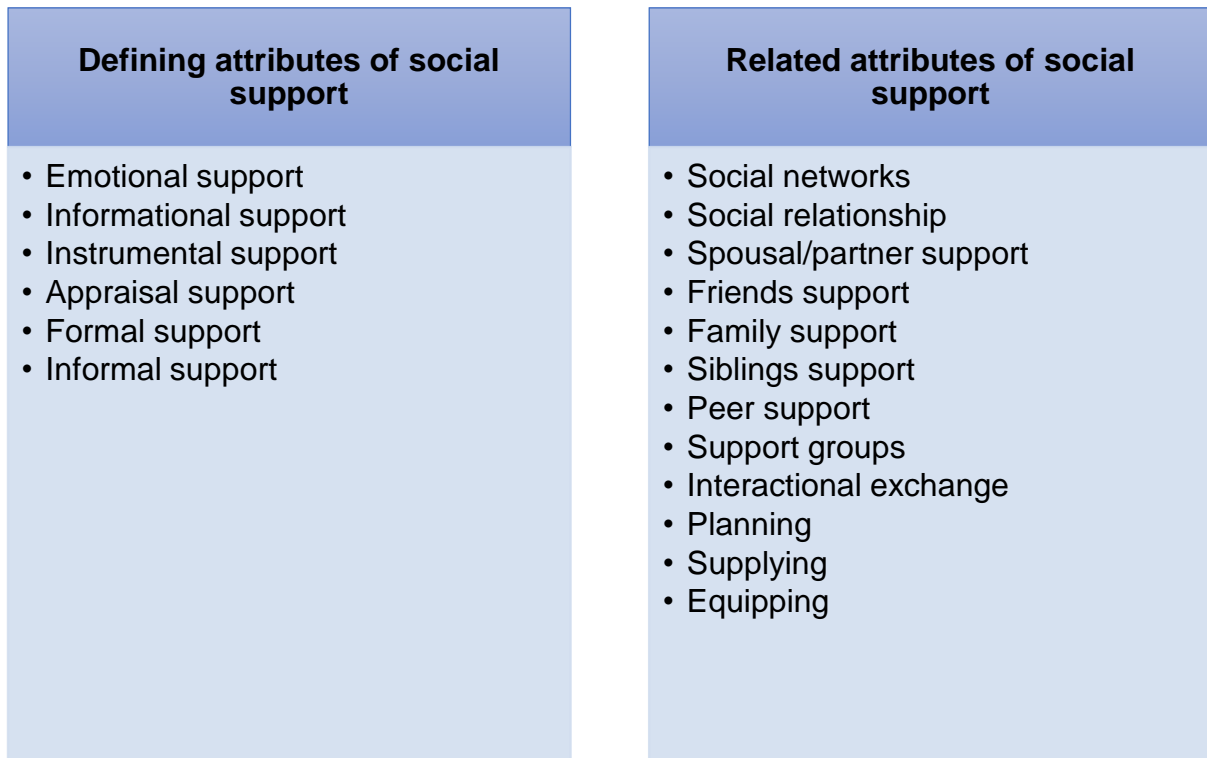 Defining attributes of social
support
• Emotional support
• Informational support
• Instrumental support
• Appraisal support
• Formal support
• Informal support
Related attributes of social
support
• Social networks
• Social relationship
• Spousal/partner support
• Friends support
• Family support
• Siblings support
• Peer support
• Support groups
• Interactional exchange
• Planning
• Supplying
• Equipping